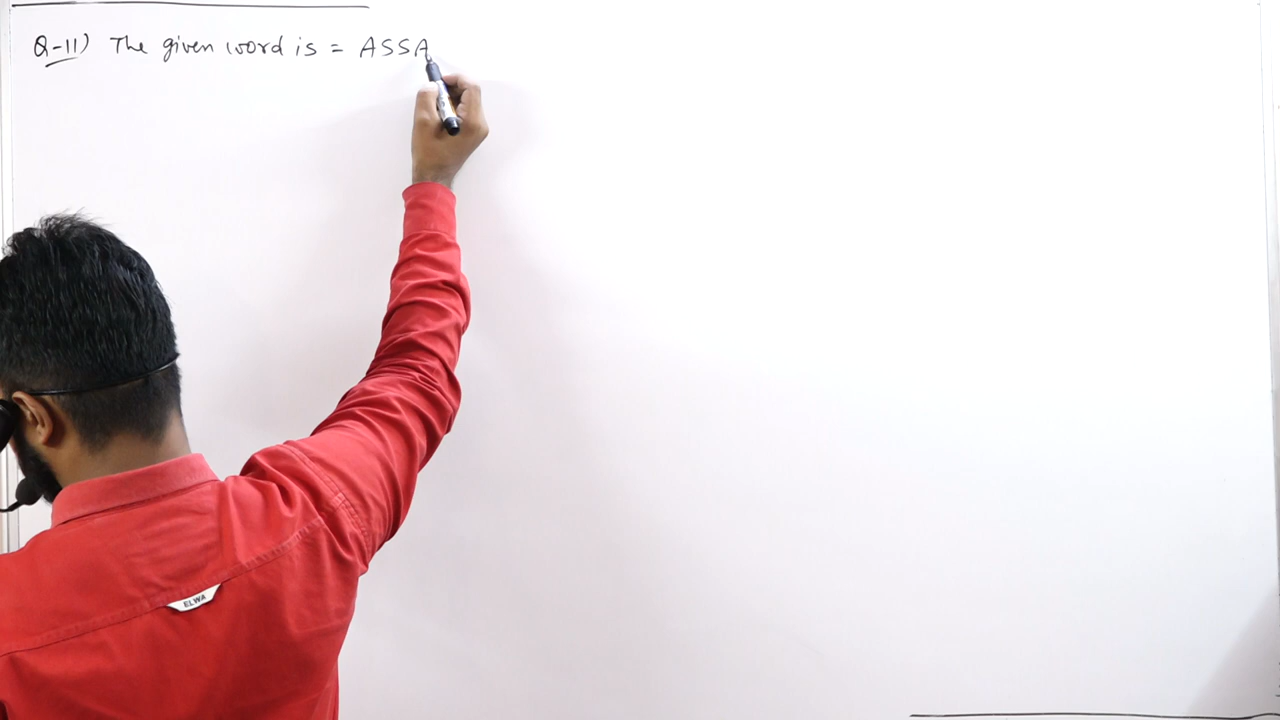 Q-11) The given word is = ASSA
ELWA